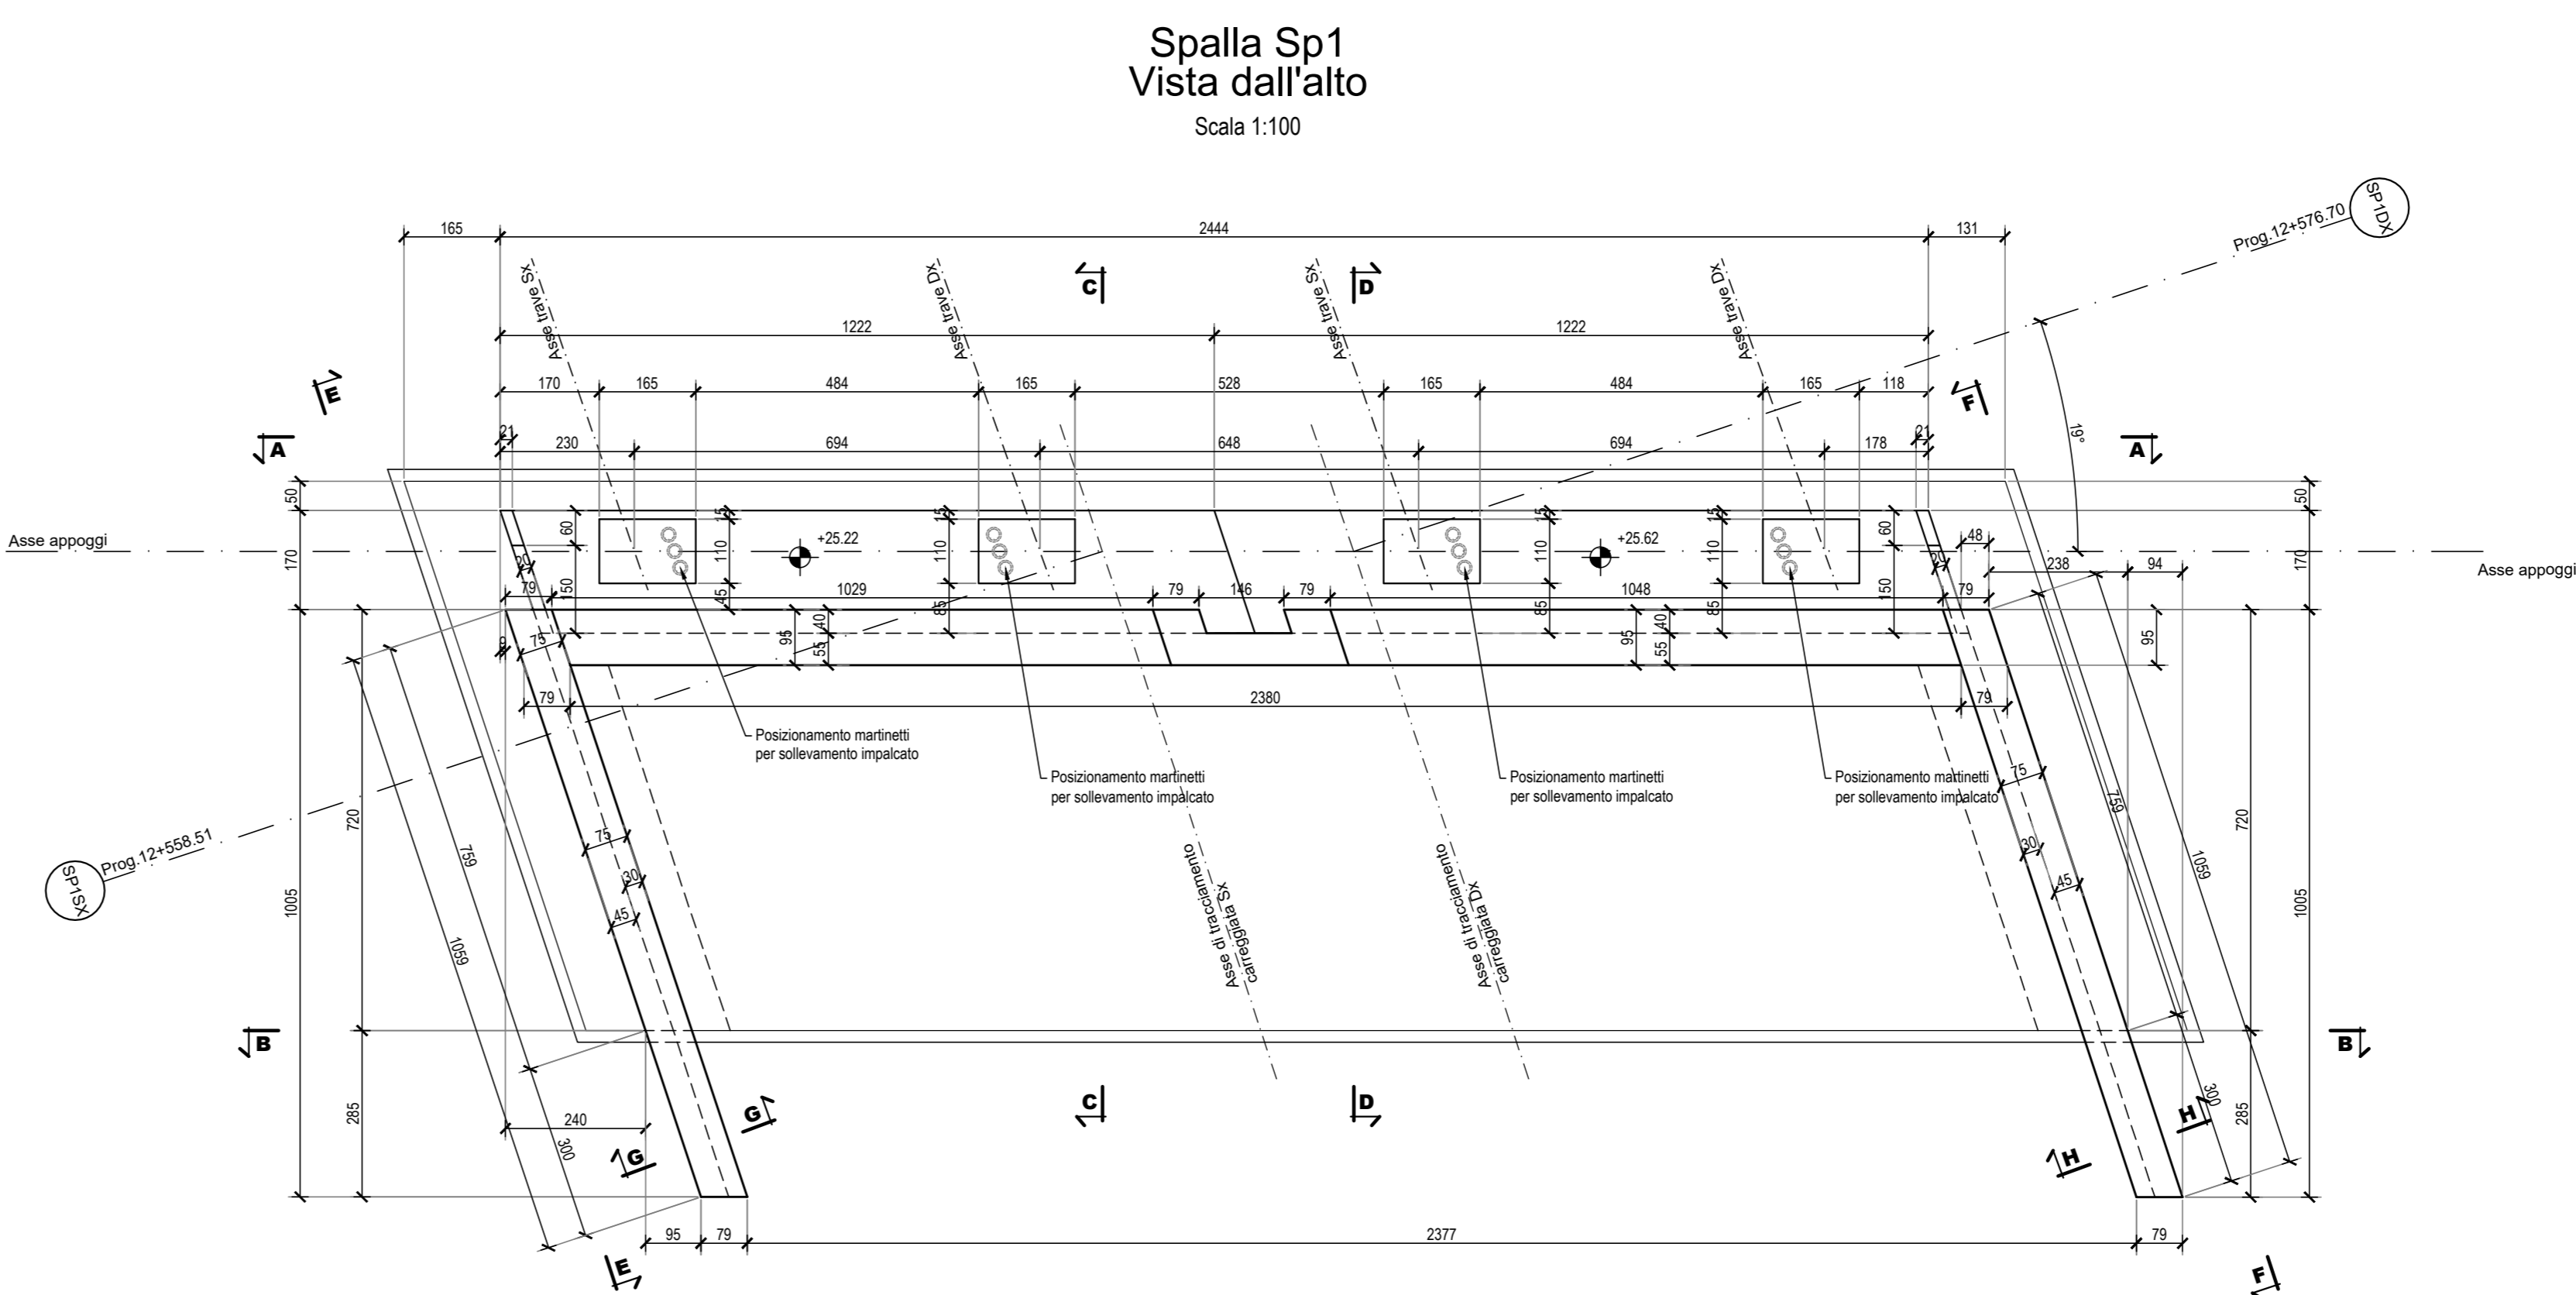 Spalla Sp1
Vista dall'alto
Scala 1:100
SP1DX
Prog.12+576.70
165
2444
131
Asse trave Sx
Asse trave Dx
C
D
Asse trave Sx
Asse trave Dx
1222
1222
E
170
165
484
165
528
165
484
165
118
F
19°
A
21
230
694
648
694
178
21
A
50
50
Asse appoggi
170
60
15
110
45
+25.22
15
110
85
15
110
85
+25.62
15
110
85
60
48
170
Asse appoggi
20
150
79
1029
79
146
79
1048
150
20
79
238
94
95
40
55
95
40
55
95
75
79
2380
79
Posizionamento martinetti
per sollevamento impalcato
Posizionamento martinetti
per sollevamento impalcato
Posizionamento martinetti
per sollevamento impalcato
Posizionamento martinetti
per sollevamento impalcato
75
759
SP1SX
Prog.12+558.51
720
759
75
30
45
Asse di tracciamento
carreggiata Sx
Asse di tracciamento
carreggiata Dx
30
45
1059
720
1005
1059
1005
B
B
285
240
300
G
G
C
D
H
H
300
285
95
79
2377
79
E
F